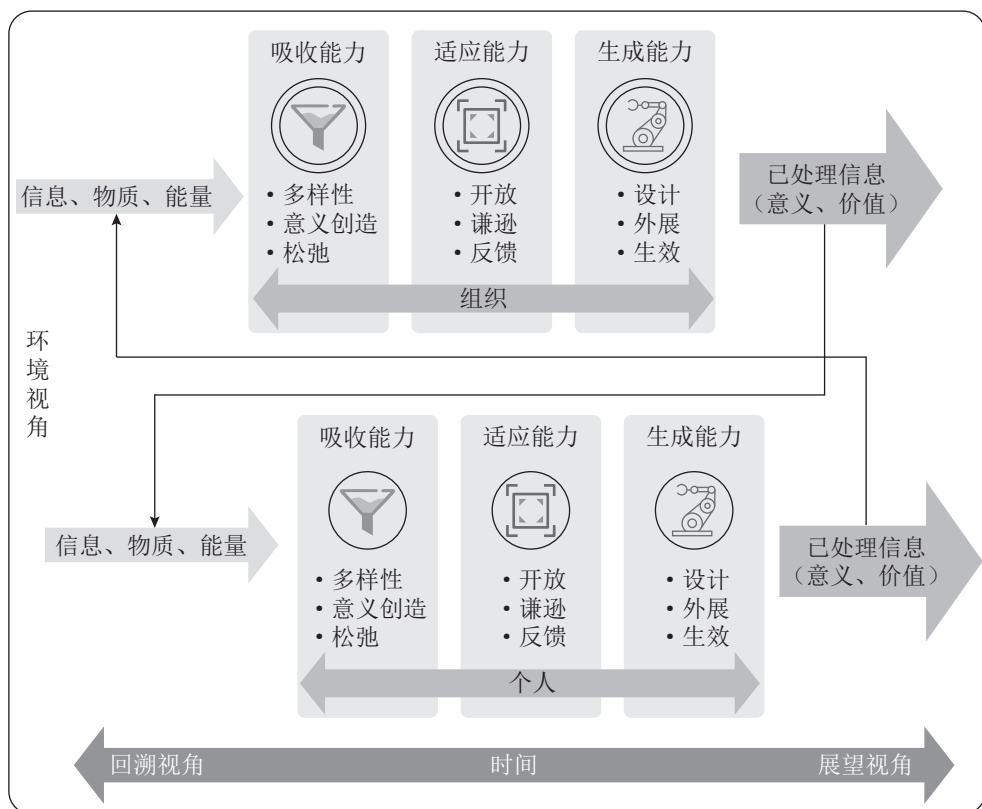 吸收能力
适应能力
生成能力
信息、物质、能量
• 多样性
• 意义创造
• 松弛
• 开放
• 谦逊
• 反馈
• 设计
• 外展
• 生效
已处理信息
（意义、价值）
组织
环境视角
吸收能力
适应能力
生成能力
信息、物质、能量
• 多样性
• 意义创造
• 松弛
• 开放
• 谦逊
• 反馈
• 设计
• 外展
• 生效
已处理信息
（意义、价值）
个人
回溯视角
时间
展望视角